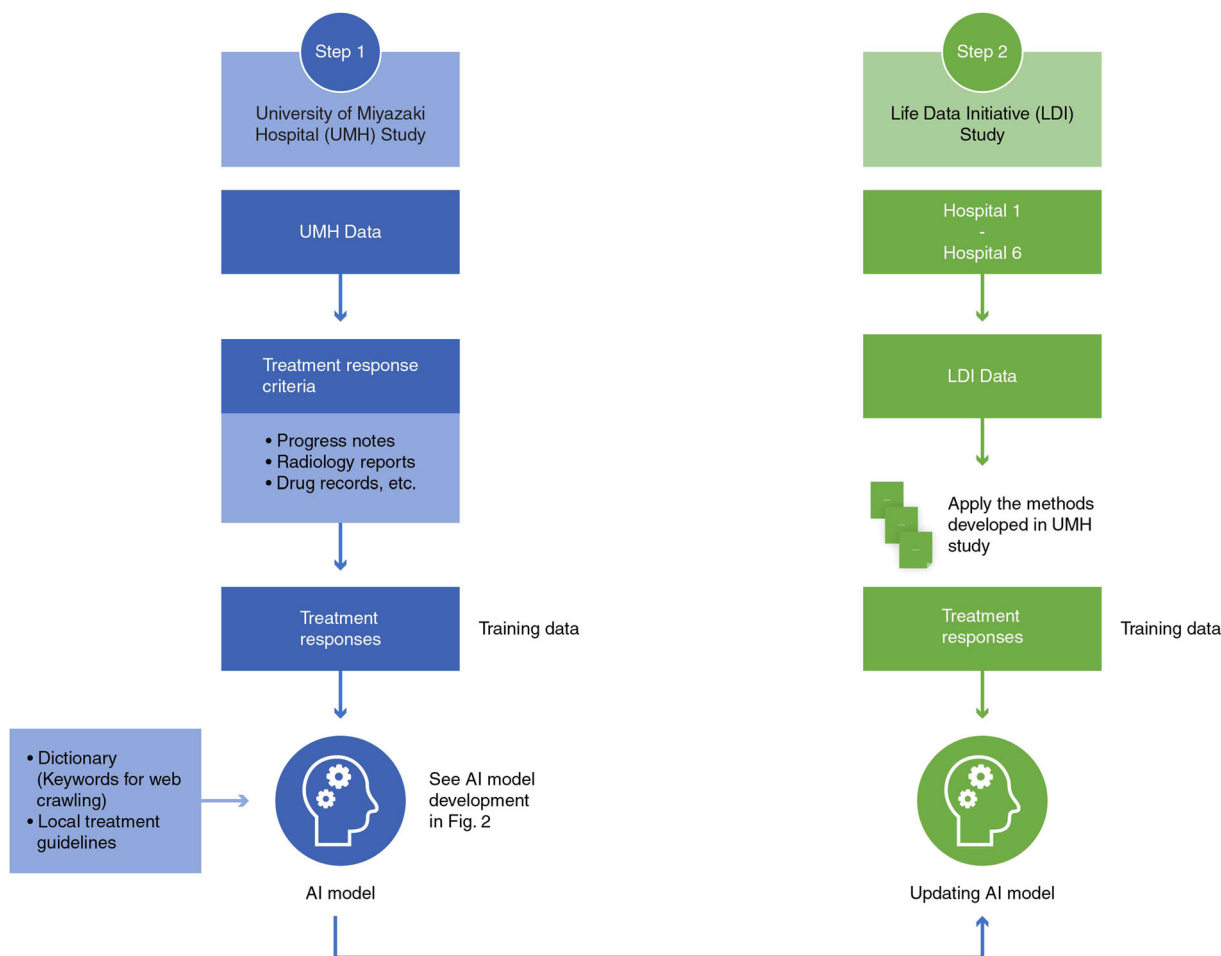 Step 1
University of Miyazaki
Hospital (UMH) Study
UMH Data
Treatment response
criteria
• Progress notes
• Radiology reports
• Drug records, etc.
Treatment
responses
Training data
• Dictionary
(Keywords for web
crawling)
• Local treatment
guidelines
See AI model
development
in Fig. 2
AI model
Step 2
Life Data Initiative (LDI)
Study
Hospital 1
-
Hospital 6
LDI Data
Apply the methods
developed in UMH
study
Treatment
responses
Training data
Updating AI model